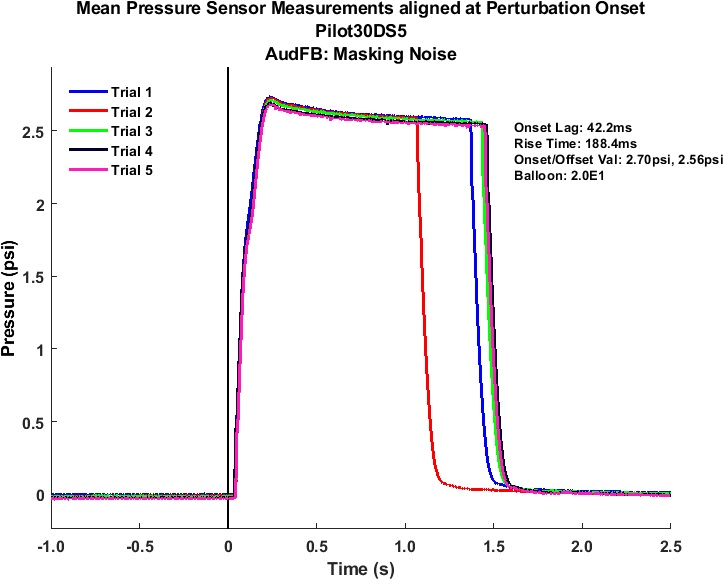 Mean Pressure Sensor Measurements aligned at Perturbation Onset
Pilot30DS5
AudFB: Masking Noise
Trial 1
Trial 2
Trial 3
Trial 4
Trial 5
Onset Lag: 42.2ms
Rise Time: 188.4ms
Onset/Offset Val: 2.70psi, 2.56psi
Balloon: 2.0E1
Pressure (psi)
2.5
2
1.5
1
0.5
0
-1.0 -0.5 0 0.5 1.0 1.5 2.0 2.5
Time (s)